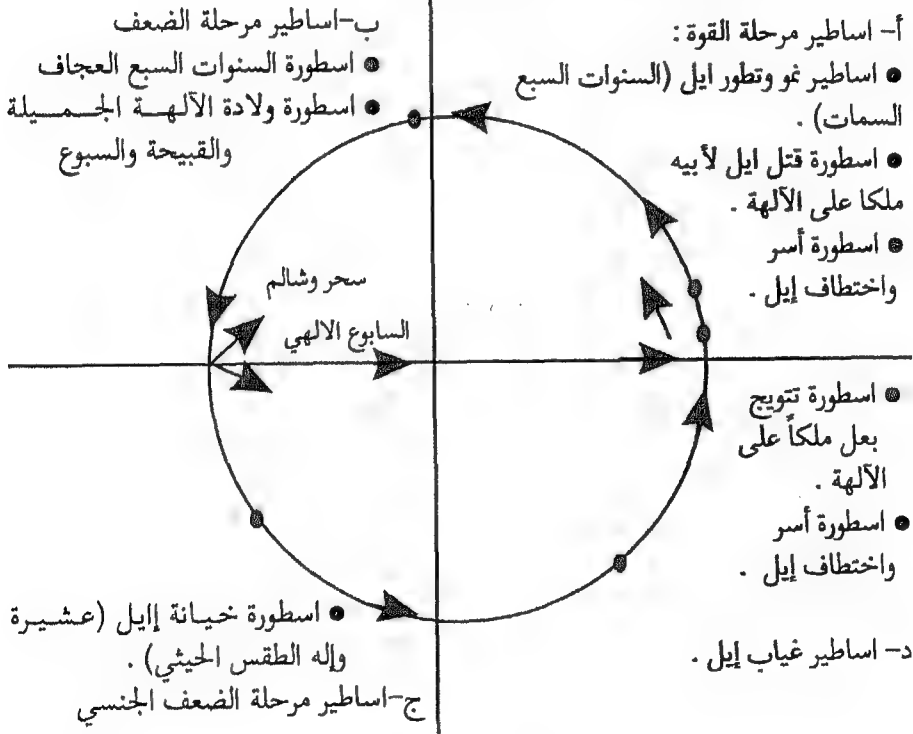 أ- اساطير مرحلة القوة :
● اساطير نمو وتطور ايل (السنوات السبع
السمات) .
● اسطورة قتل ايل لأبيه
ملكا على الآلهة .
● اسطورة أسر
واختطاف إيل .
ب-اساطير مرحلة الضعف
● اسطورة السنوات السبع العجاف
● اسطورة ولادة الآلهة الجميلة
والقبيحة والسبوع
سحر وشالم
السابوع الالهي
● اسطورة تتويج
بعل ملكاً على
الآلهة .
● اسطورة أسر
واختطاف إيل .
د- اساطير غياب إيل .
● اسطورة خيانة إايل (عشيرة
وإله الطقس الحيثي) .
ج-اساطير مرحلة الضعف الجنسي